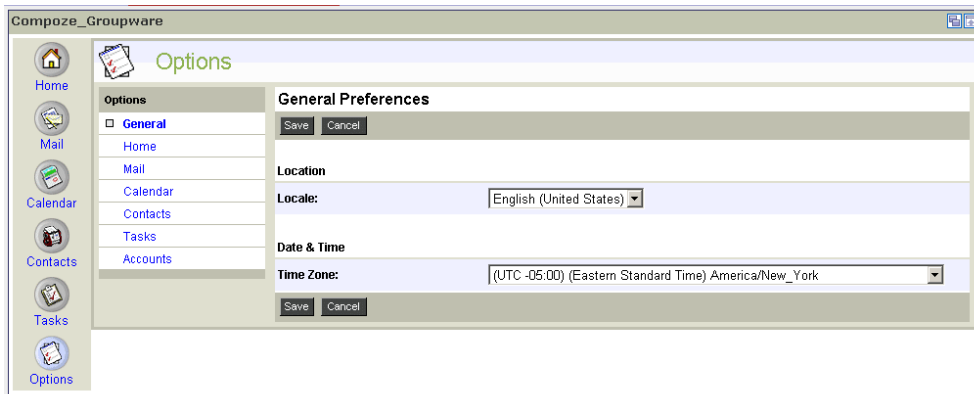 Compoze_Groupware
Home
Mail
Calendar
Contacts
Tasks
Options
Options
Options
General
Home
Mail
Calendar
Contacts
Tasks
Accounts
General Preferences
Save Cancel
Location
Locale: English (United States)
Date & Time
Time Zone: (UTC -05:00) (Eastern Standard Time) America/New_York
Save Cancel